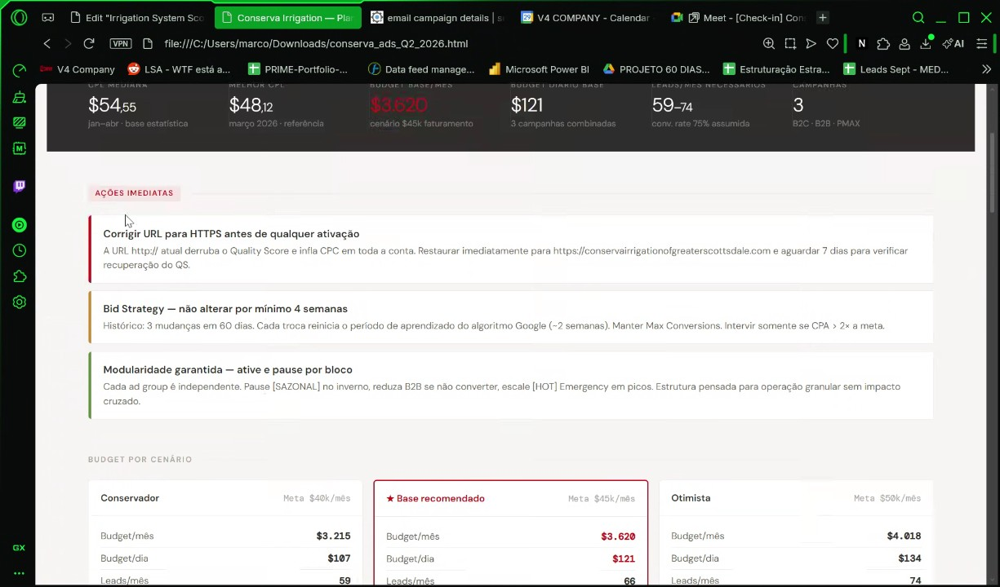 Edit "Irrigation System Sco
Conserva Irrigation — Pla
email campaign details | s
V4 COMPANY - Calendar
Meet - [Check-in] Con
VPN
file:///C:/Users/marco/Downloads/conserva_ads_Q2_2026.html
AI
V4 Company
LSA - WTF está a...
PRIME-Portfolio-...
Data feed manage...
Microsoft Power BI
PROJETO 60 DIAS...
Estruturação Estra...
Leads Sept - MED...
CPL MEDIANA
MELHOR CPL
BUDGET BASE/MÊS
BUDGET DIÁRIO BASE
LEADS/MÊS NECESSÁRIOS
CAMPANHAS
$54,55
$48,12
$3.620
$121
59–74
3
jan–abr · base estatística
março 2026 · referência
cenário $45k faturamento
3 campanhas combinadas
conv. rate 75% assumida
B2C · B2B · PMAX
AÇÕES IMEDIATAS
Corrigir URL para HTTPS antes de qualquer ativação
A URL http:// atual derruba o Quality Score e infla CPC em toda a conta. Restaurar imediatamente para https://conservairrigationofgreaterscottsdale.com e aguardar 7 dias para verificar
recuperação do QS.
Bid Strategy — não alterar por mínimo 4 semanas
Histórico: 3 mudanças em 60 dias. Cada troca reinicia o período de aprendizado do algoritmo Google (~2 semanas). Manter Max Conversions. Intervir somente se CPA > 2× a meta.
Modularidade garantida — ative e pause por bloco
Cada ad group é independente. Pause [SAZONAL] no inverno, reduza B2B se não converter, escale [HOT] Emergency em picos. Estrutura pensada para operação granular sem impacto
cruzado.
BUDGET POR CENÁRIO
Conservador
Meta $40k/mês
Budget/mês
$3.215
Budget/dia
$107
Leads/mês
59
★ Base recomendado
Meta $45k/mês
Budget/mês
$3.620
Budget/dia
$121
Leads/mês
66
Otimista
Meta $50k/mês
Budget/mês
$4.018
Budget/dia
$134
Leads/mês
74
GX